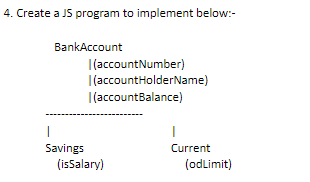 4. Create a JS program to implement below:-
BankAccount
|(accountNumber)
|(accountHolderName)
|(accountBalance)
-------------------------
| |
Savings Current
(isSalary) (odLimit)